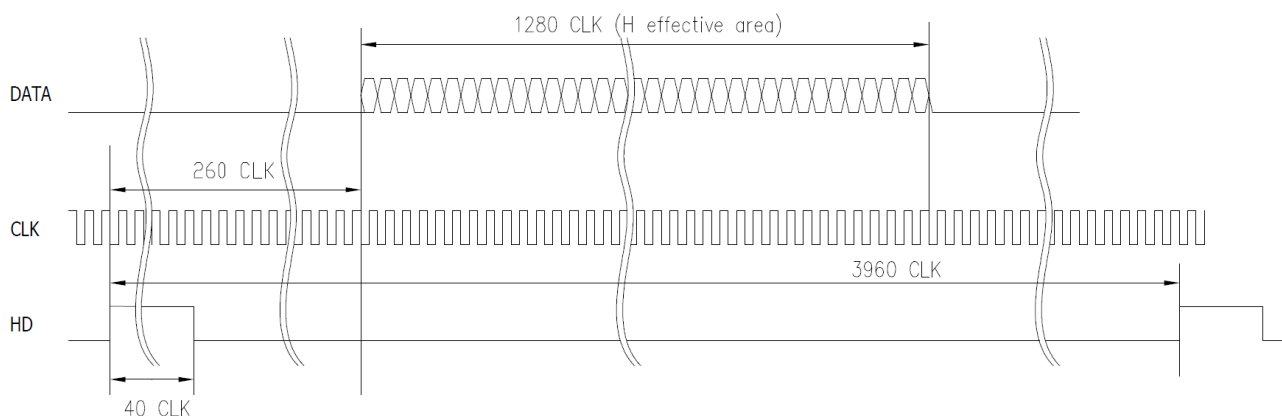 1280 CLK (H effective area)
DATA
260 CLK
CLK
3960 CLK
HD
40 CLK